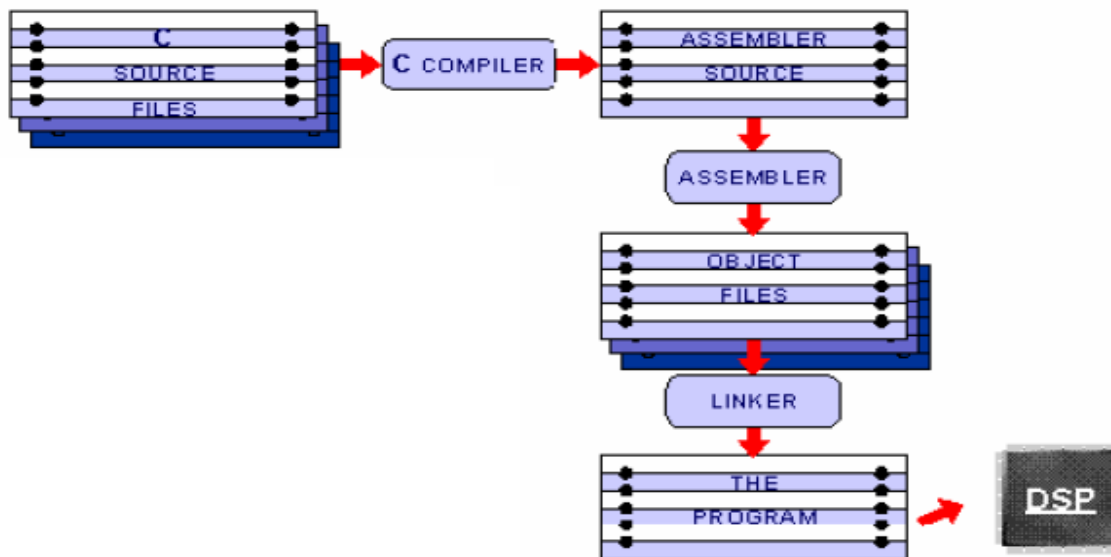 C
SOURCE
FILES
C COMPILER
ASSEMBLER
SOURCE
ASSEMBLER
OBJECT
FILES
LINKER
THE
PROGRAM
DSP